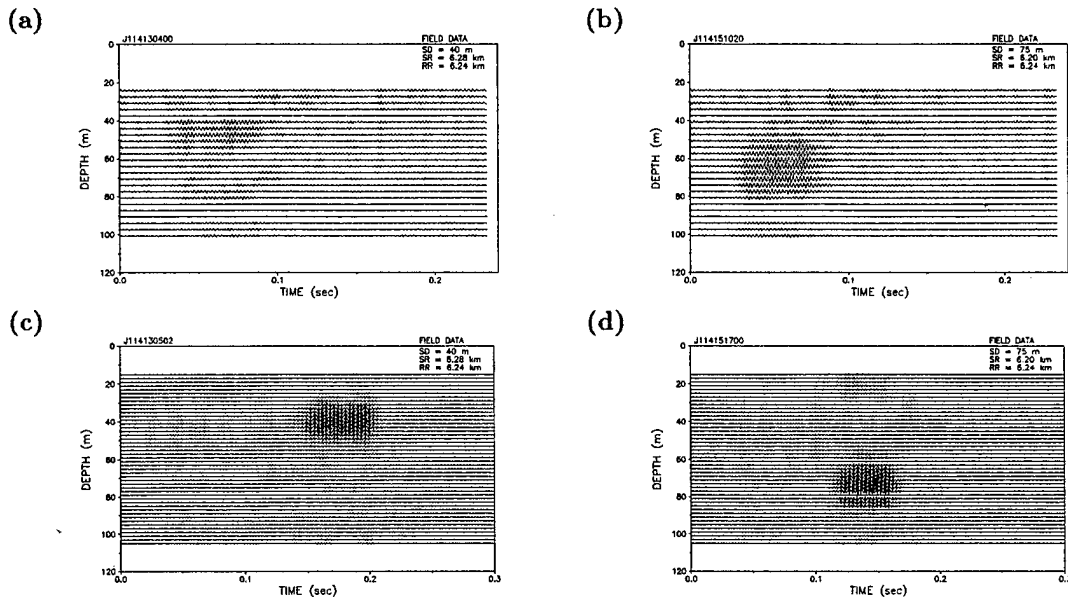 (a)
J114130400 FIELD DATA
SD = 40 m
SR = 6.28 km
RR = 6.24 km
0
20
40
60
80
100
120
DEPTH (m)
0.0 0.1 0.2
TIME (sec)
(b)
J114151020 FIELD DATA
SD = 75 m
SR = 6.20 km
RR = 6.24 km
0
20
40
60
80
100
120
DEPTH (m)
0.0 0.1 0.2
TIME (sec)
(c)
J114130502 FIELD DATA
SD = 40 m
SR = 6.28 km
RR = 6.24 km
0
20
40
60
80
100
120
DEPTH (m)
0.0 0.1 0.2 0.3
TIME (sec)
(d)
J114151700 FIELD DATA
SD = 75 m
SR = 6.20 km
RR = 6.24 km
0
20
40
60
80
100
120
DEPTH (m)
0.0 0.1 0.2 0.3
TIME (sec)